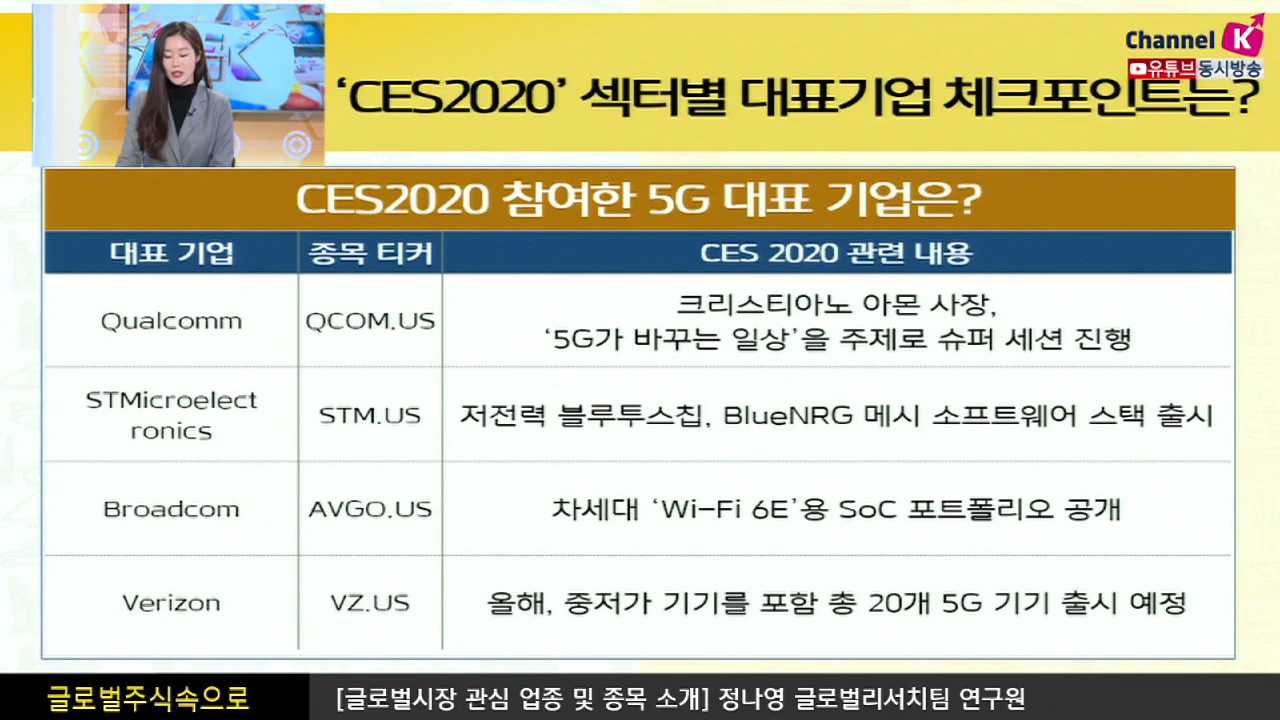 Channel K
유튜브동시방송
‘CES2020’ 섹터별 대표기업 체크포인트는?
CES2020 참여한 5G 대표 기업은?
대표 기업 종목 티커 CES 2020 관련 내용
Qualcomm QCOM.US 크리스티아노 아몬 사장,
‘5G가 바꾸는 일상’을 주제로 슈퍼 세션 진행
STMicroelect
ronics STM.US 저전력 블루투스칩, BlueNRG 메시 소프트웨어 스택 출시
Broadcom AVGO.US 차세대 ‘Wi-Fi 6E’용 SoC 포트폴리오 공개
Verizon VZ.US 올해, 중저가 기기를 포함 총 20개 5G 기기 출시 예정
글로벌주식속으로 [글로벌시장 관심 업종 및 종목 소개] 정나영 글로벌리서치팀 연구원